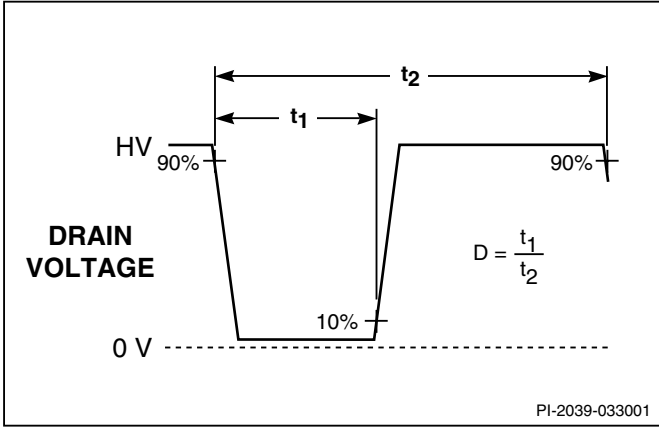 t2
t1
HV
90%
90%
DRAIN
VOLTAGE
D = t1
t2
10%
0 V
PI-2039-033001